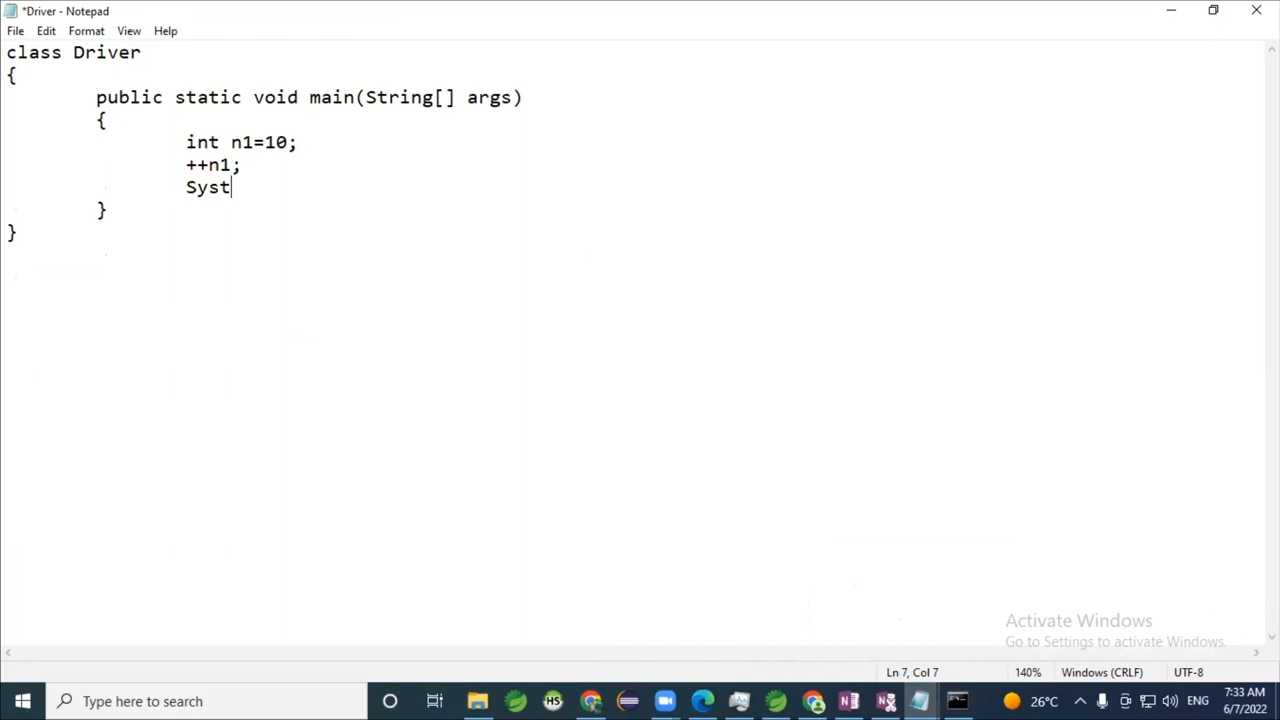 *Driver - Notepad
File Edit Format View Help
class Driver
{
public static void main(String[] args)
{
int n1=10;
++n1;
Syst
}
}
Activate Windows
Go to Settings to activate Windows.
Ln 7, Col 7 140% Windows (CRLF) UTF-8
Type here to search HS 26°C ENG 7:33 AM
6/7/2022